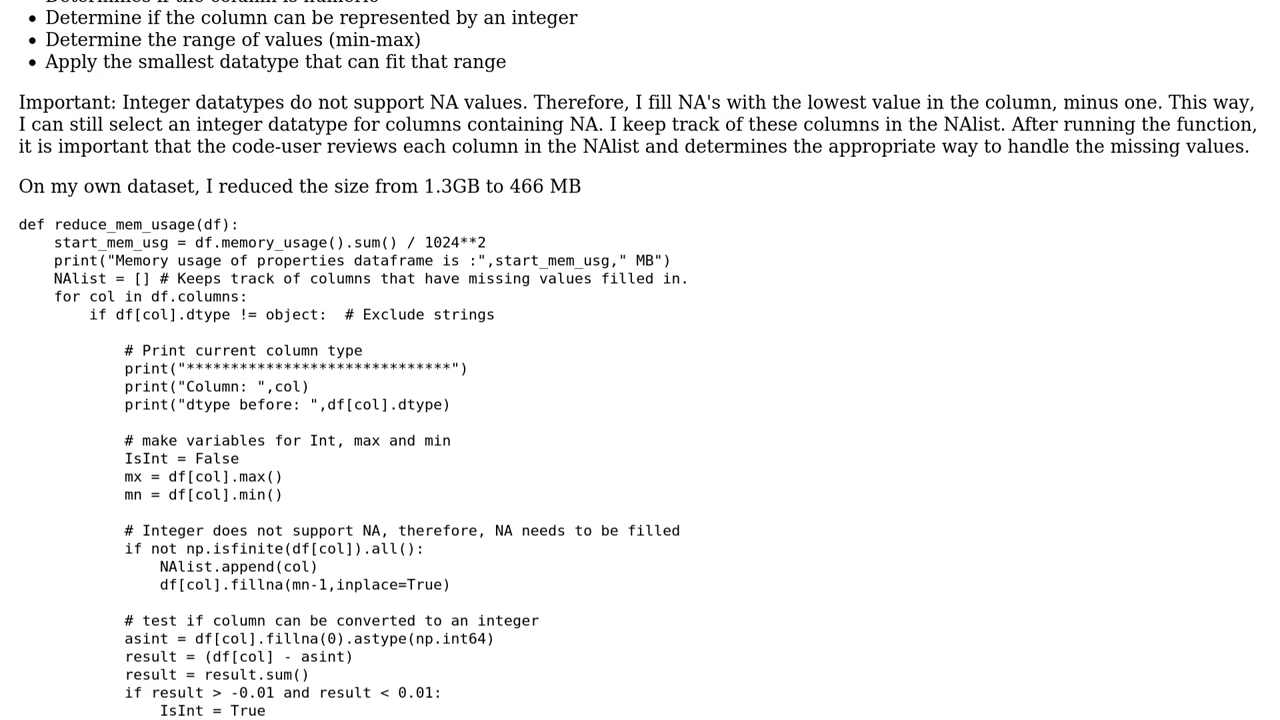 Determines if the column is numeric
Determine if the column can be represented by an integer
Determine the range of values (min-max)
Apply the smallest datatype that can fit that range
Important: Integer datatypes do not support NA values. Therefore, I fill NA's with the lowest value in the column, minus one. This way,
I can still select an integer datatype for columns containing NA. I keep track of these columns in the NAlist. After running the function,
it is important that the code-user reviews each column in the NAlist and determines the appropriate way to handle the missing values.
On my own dataset, I reduced the size from 1.3GB to 466 MB
def reduce_mem_usage(df):
    start_mem_usg = df.memory_usage().sum() / 1024**2
    print("Memory usage of properties dataframe is :",start_mem_usg," MB")
    NAlist = [] # Keeps track of columns that have missing values filled in.
    for col in df.columns:
        if df[col].dtype != object:  # Exclude strings
            # Print current column type
            print("******************************")
            print("Column: ",col)
            print("dtype before: ",df[col].dtype)
            # make variables for Int, max and min
            IsInt = False
            mx = df[col].max()
            mn = df[col].min()
            # Integer does not support NA, therefore, NA needs to be filled
            if not np.isfinite(df[col]).all():
                NAlist.append(col)
                df[col].fillna(mn-1,inplace=True)
            # test if column can be converted to an integer
            asint = df[col].fillna(0).astype(np.int64)
            result = (df[col] - asint)
            result = result.sum()
            if result > -0.01 and result < 0.01:
                IsInt = True